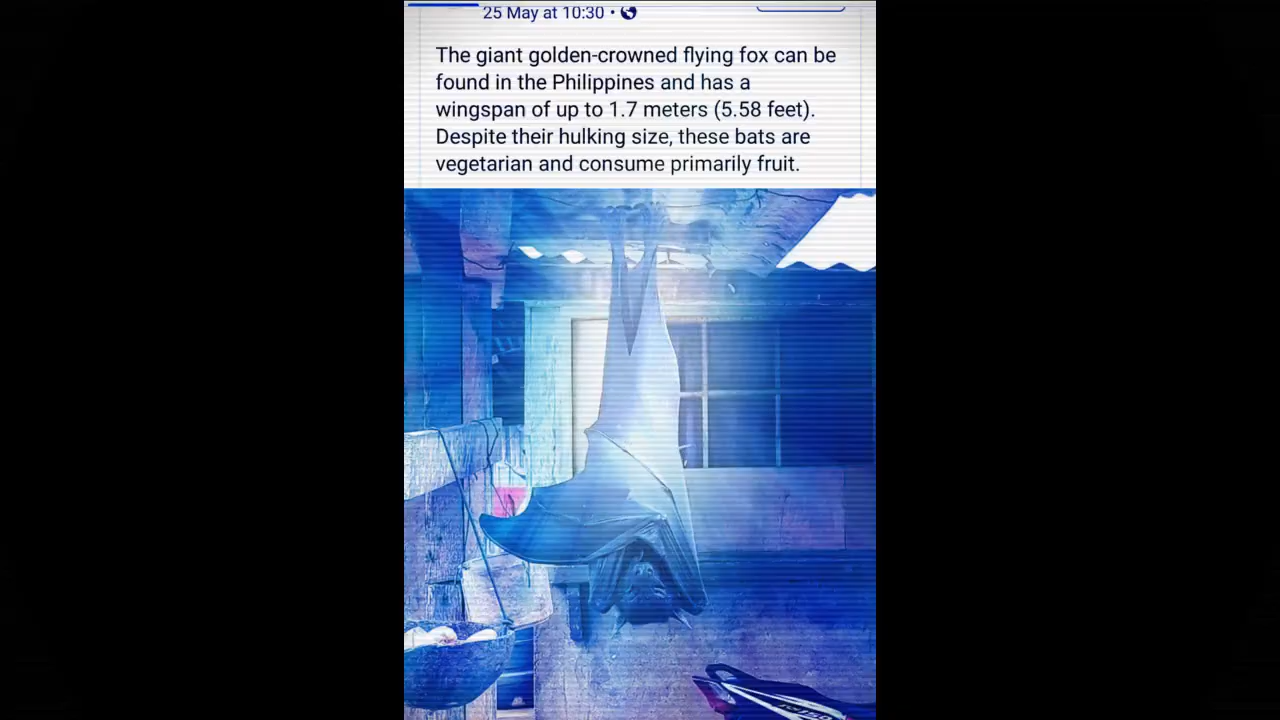 25 May at 10:30 •
The giant golden-crowned flying fox can be
found in the Philippines and has a
wingspan of up to 1.7 meters (5.58 feet).
Despite their hulking size, these bats are
vegetarian and consume primarily fruit.